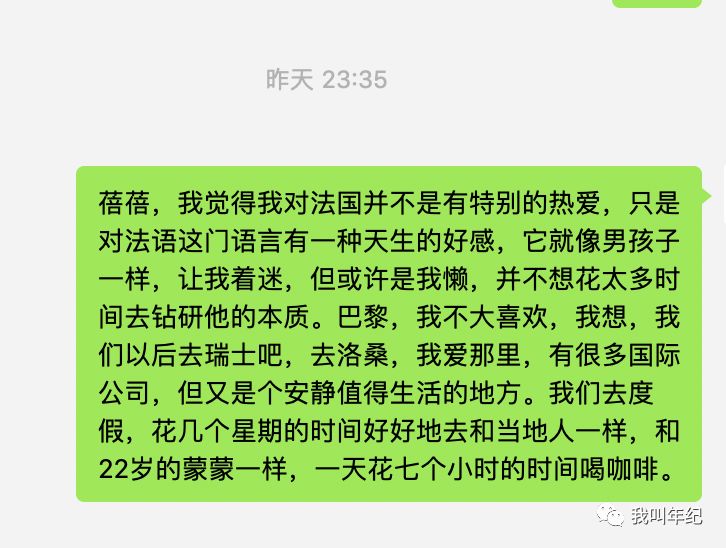 昨天 23:35
蓓蓓，我觉得我对法国并不是有特别的热爱，只是
对法语这门语言有一种天生的好感，它就像男孩子
一样，让我着迷，但或许是我懒，并不想花太多时
间去钻研他的本质。巴黎，我不大喜欢，我想，我
们以后去瑞士吧，去洛桑，我爱那里，有很多国际
公司，但又是个安静值得生活的地方。我们去度
假，花几个星期的时间好好地去和当地人一样，和
22岁的蒙蒙一样，一天花七个小时的时间喝咖啡。
我叫年纪